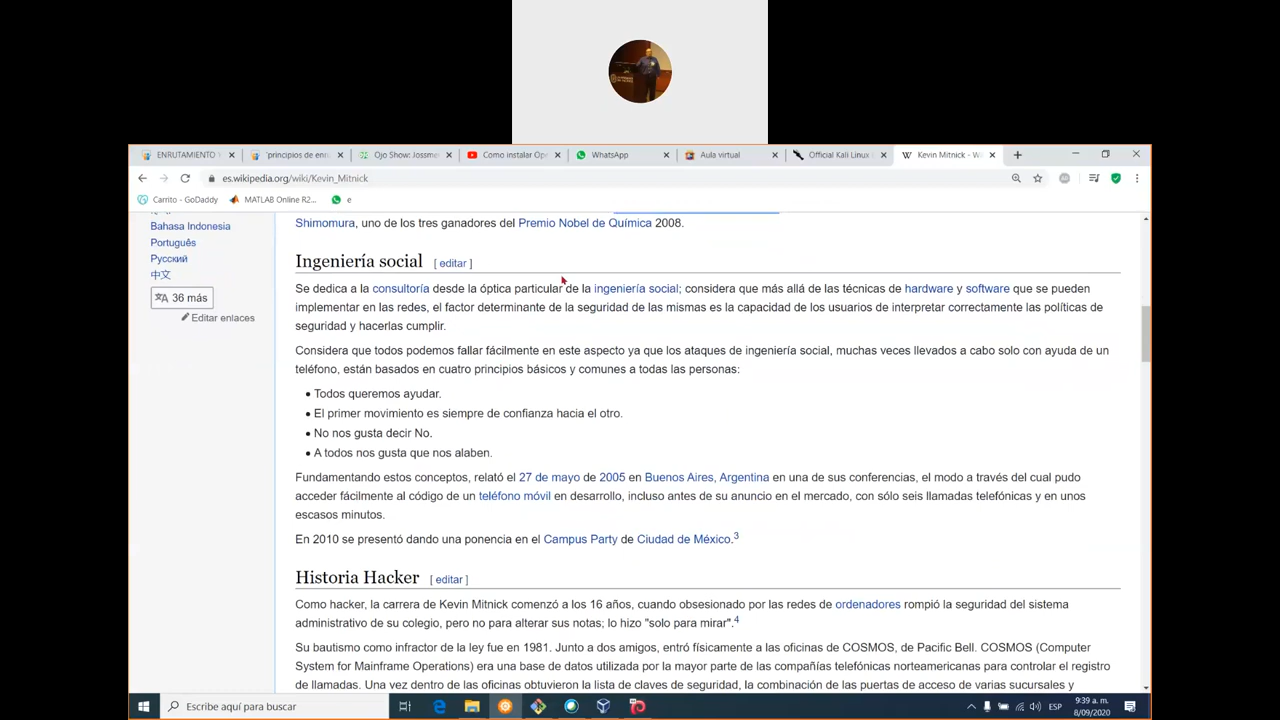 ENRUTAMIENTO
'principios de enru
Ojo Show: Jossmo
Como instalar Ope
WhatsApp
Aula virtual
Official Kali Linux
Kevin Mitnick - W
es.wikipedia.org/wiki/Kevin_Mitnick
Carrito - GoDaddy
MATLAB Online R2...
e
Bahasa Indonesia
Português
Русский
中文
36 más
Editar enlaces
Shimomura, uno de los tres ganadores del Premio Nobel de Química 2008.
Ingeniería social [ editar ]
Se dedica a la consultoría desde la óptica particular de la ingeniería social; considera que más allá de las técnicas de hardware y software que se pueden
implementar en las redes, el factor determinante de la seguridad de las mismas es la capacidad de los usuarios de interpretar correctamente las políticas de
seguridad y hacerlas cumplir.
Considera que todos podemos fallar fácilmente en este aspecto ya que los ataques de ingeniería social, muchas veces llevados a cabo solo con ayuda de un
teléfono, están basados en cuatro principios básicos y comunes a todas las personas:
• Todos queremos ayudar.
• El primer movimiento es siempre de confianza hacia el otro.
• No nos gusta decir No.
• A todos nos gusta que nos alaben.
Fundamentando estos conceptos, relató el 27 de mayo de 2005 en Buenos Aires, Argentina en una de sus conferencias, el modo a través del cual pudo
acceder fácilmente al código de un teléfono móvil en desarrollo, incluso antes de su anuncio en el mercado, con sólo seis llamadas telefónicas y en unos
escasos minutos.
En 2010 se presentó dando una ponencia en el Campus Party de Ciudad de México.3
Historia Hacker [ editar ]
Como hacker, la carrera de Kevin Mitnick comenzó a los 16 años, cuando obsesionado por las redes de ordenadores rompió la seguridad del sistema
administrativo de su colegio, pero no para alterar sus notas; lo hizo "solo para mirar".4
Su bautismo como infractor de la ley fue en 1981. Junto a dos amigos, entró físicamente a las oficinas de COSMOS, de Pacific Bell. COSMOS (Computer
System for Mainframe Operations) era una base de datos utilizada por la mayor parte de las compañías telefónicas norteamericanas para controlar el registro
de llamadas. Una vez dentro de las oficinas obtuvieron la lista de claves de seguridad, la combinación de las puertas de acceso de varias sucursales y
Escribe aquí para buscar
ESP
9:39 a. m.
8/09/2020